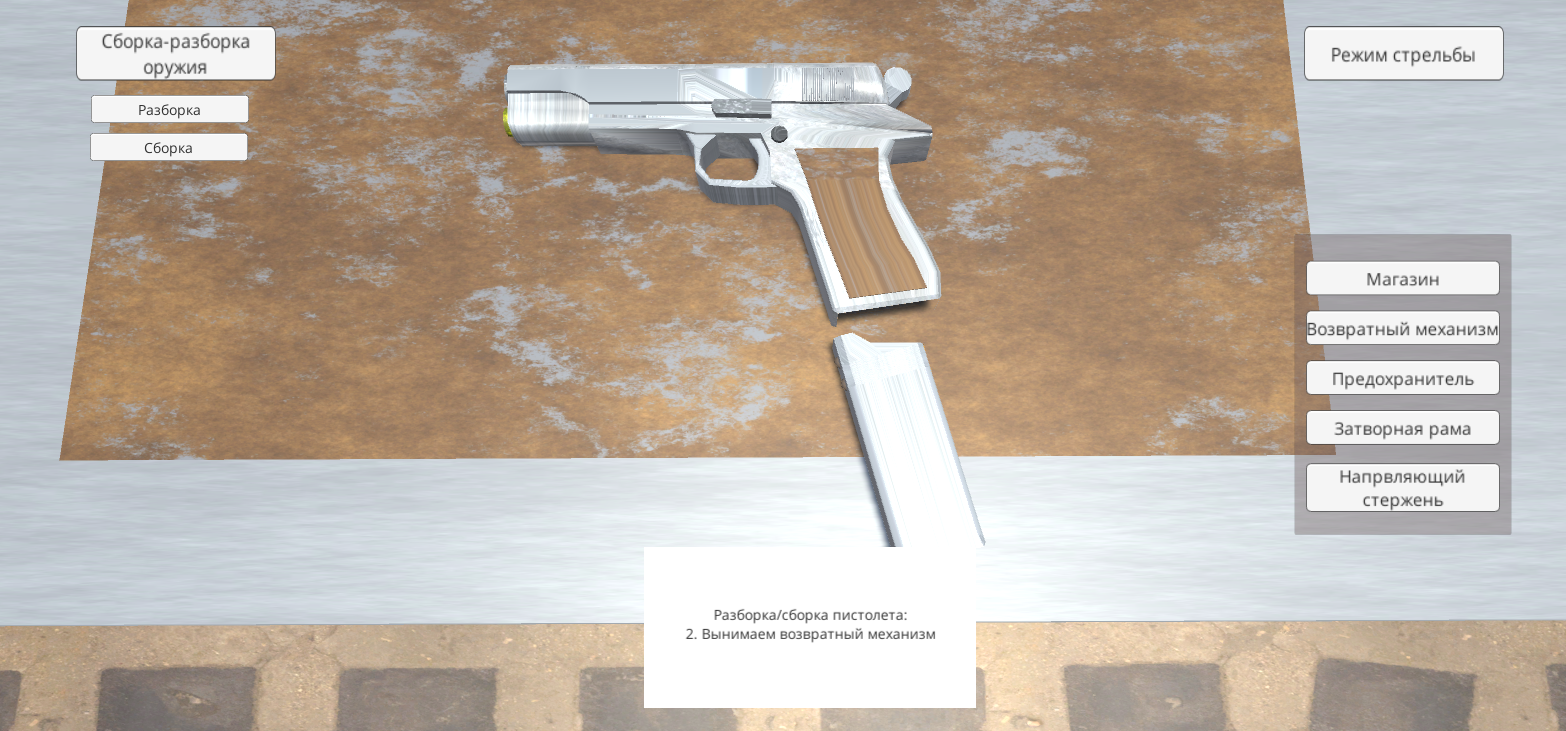 Сборка-разборка
оружия
Разборка
Сборка
Режим стрельбы
Магазин
Возвратный механизм
Предохранитель
Затворная рама
Напрвляющий
стержень
Разборка/сборка пистолета:
2. Вынимаем возвратный механизм